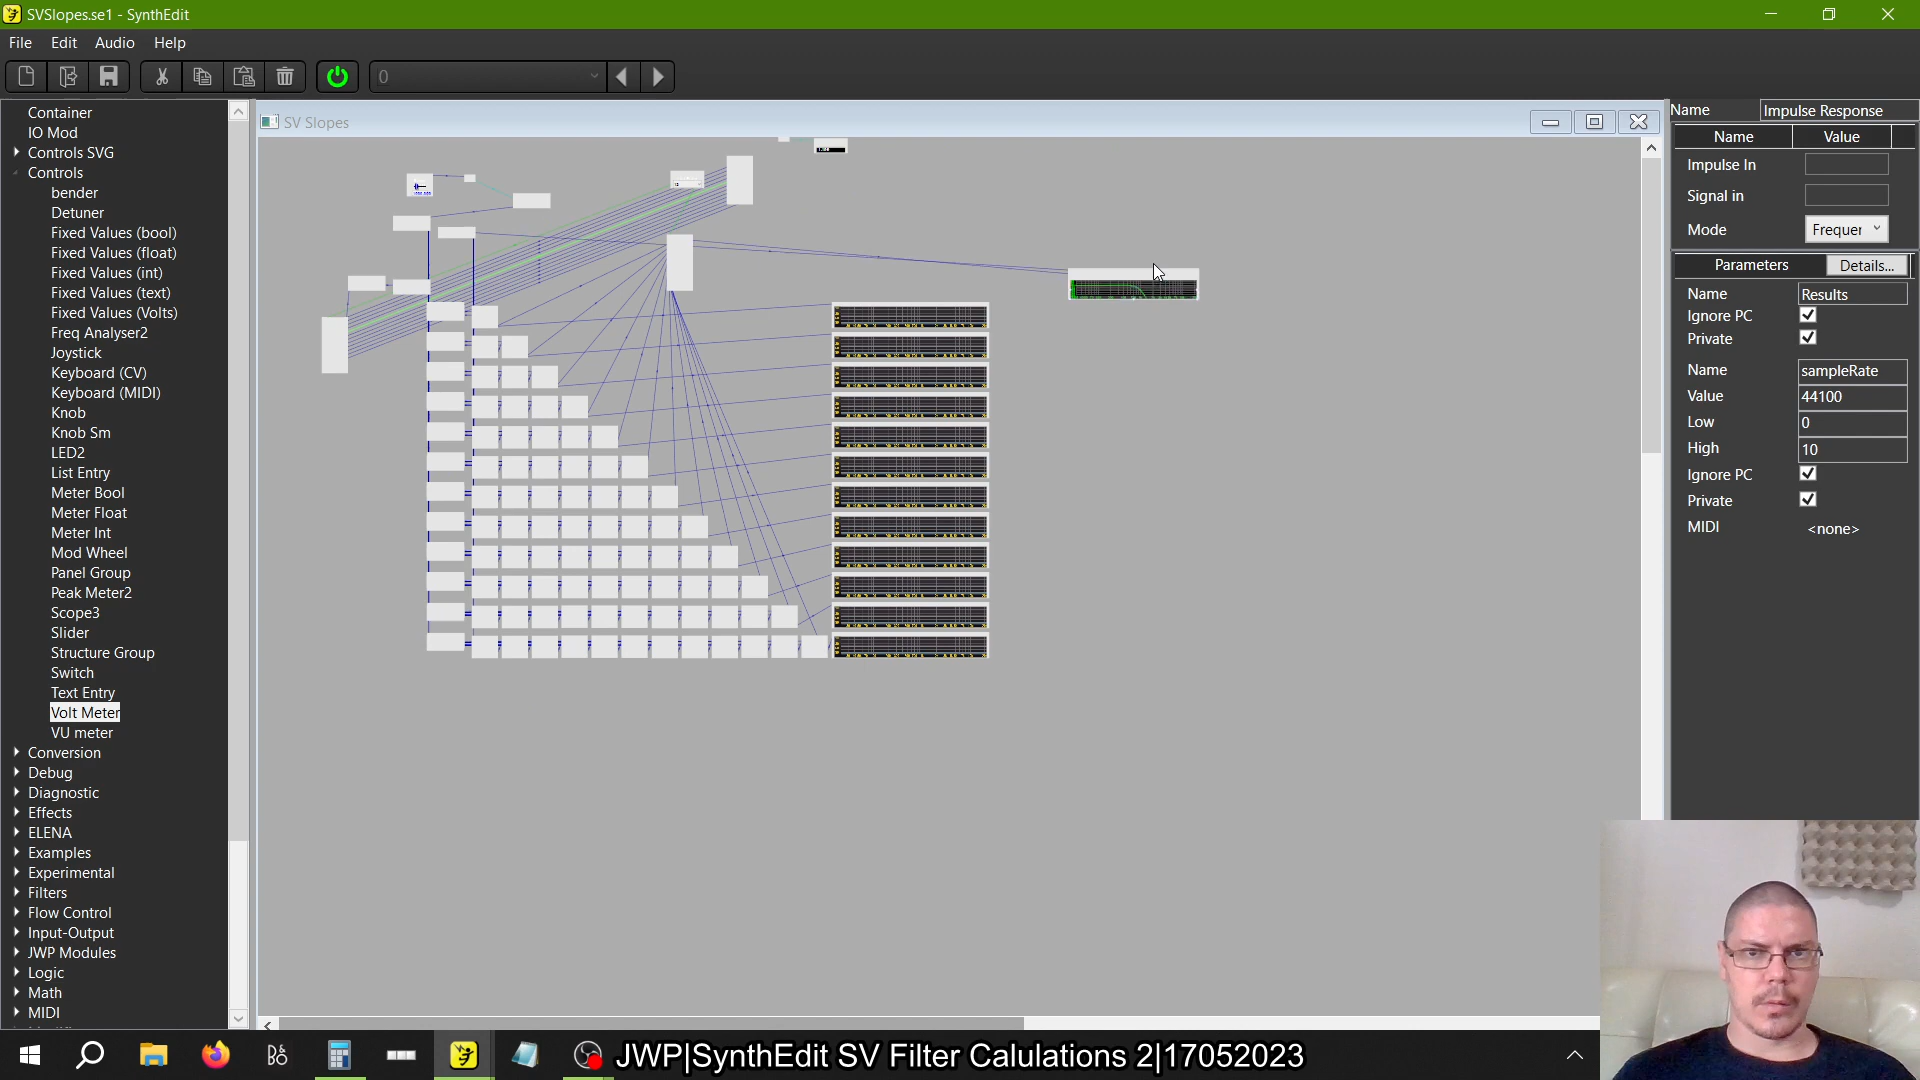 SVSlopes.se1 - SynthEdit
File Edit Audio Help
0
Container
IO Mod
Controls SVG
Controls
bender
Detuner
Fixed Values (bool)
Fixed Values (float)
Fixed Values (int)
Fixed Values (text)
Fixed Values (Volts)
Freq Analyser2
Joystick
Keyboard (CV)
Keyboard (MIDI)
Knob
Knob Sm
LED2
List Entry
Meter Bool
Meter Float
Meter Int
Mod Wheel
Panel Group
Peak Meter2
Scope3
Slider
Structure Group
Switch
Text Entry
Volt Meter
VU meter
Conversion
Debug
Diagnostic
Effects
ELENA
Examples
Experimental
Filters
Flow Control
Input-Output
JWP Modules
Logic
Math
MIDI
SV Slopes
Name Impulse Response
Name Value
Impulse In
Signal in
Mode Frequer
Parameters Details...
Name Results
Ignore PC
Private
Name sampleRate
Value 44100
Low 0
High 10
Ignore PC
Private
MIDI <none>
JWP|SynthEdit SV Filter Calulations 2|17052023